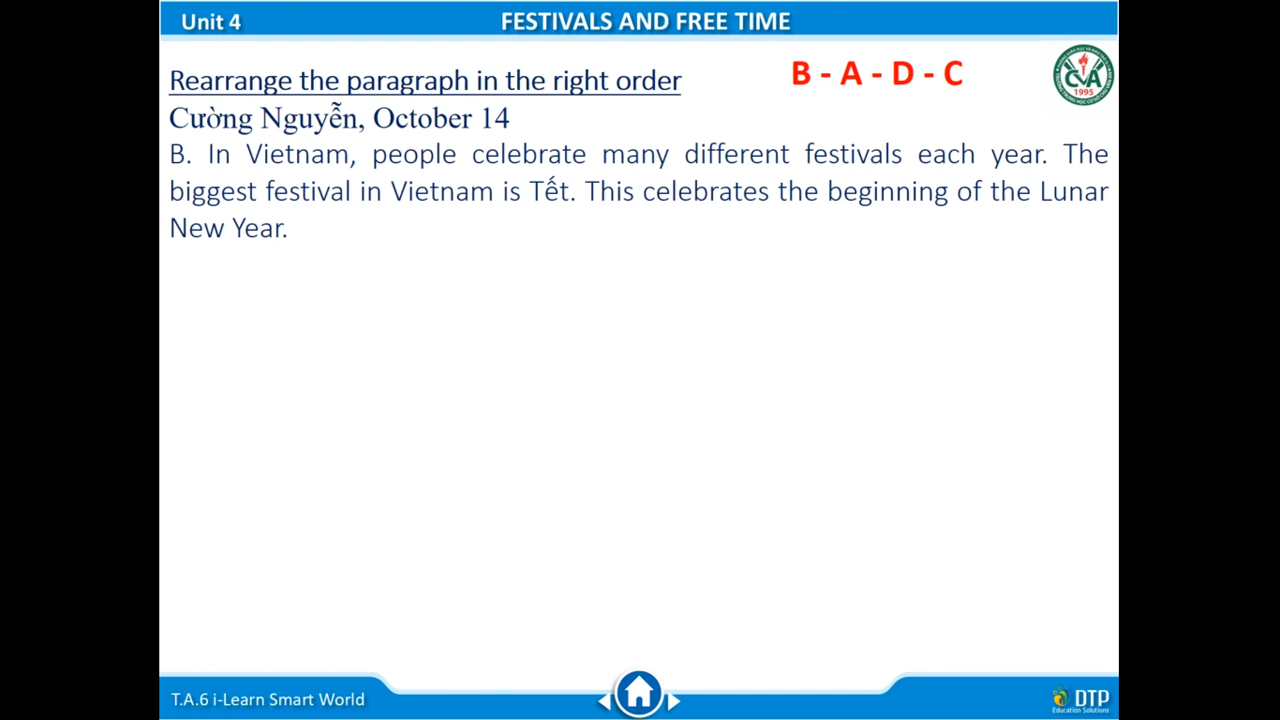 Unit 4
FESTIVALS AND FREE TIME
Rearrange the paragraph in the right order
B - A - D - C
CVA
1995
Cường Nguyễn, October 14
B. In Vietnam, people celebrate many different festivals each year. The
biggest festival in Vietnam is Tết. This celebrates the beginning of the Lunar
New Year.
T.A.6 i-Learn Smart World
DTP
Education Solutions